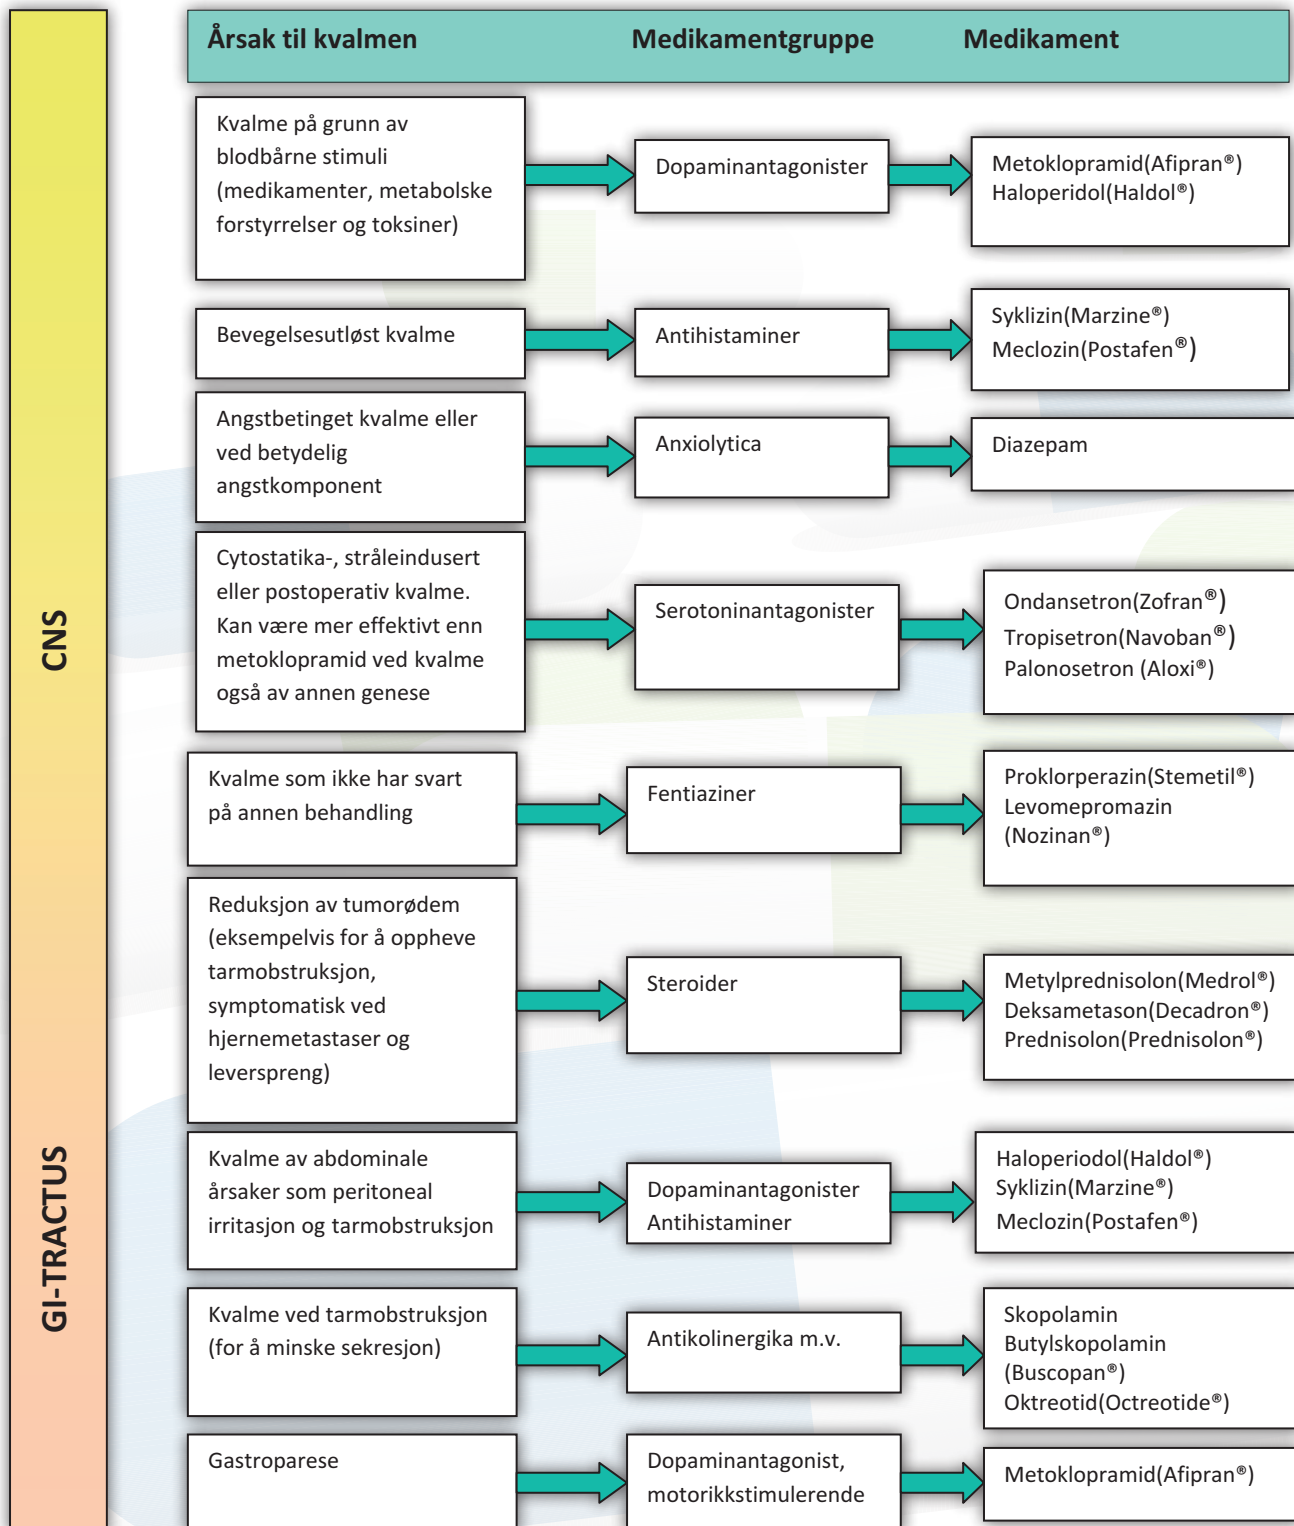 Årsak til kvalmen Medikamentgruppe Medikament
CNS
Kvalme på grunn av
blodbårne stimuli
(medikamenter, metabolske
forstyrrelser og toksiner)
Dopaminantagonister
Metoklopramid(Afipran®)
Haloperidol(Haldol®)
Bevegelsesutløst kvalme
Antihistaminer
Syklizin(Marzine®)
Meclozin(Postafen®)
Angstbetinget kvalme eller
ved betydelig
angstkomponent
Anxiolytica
Diazepam
Cytostatika-, stråleindusert
eller postoperativ kvalme.
Kan være mer effektivt enn
metoklopramid ved kvalme
også av annen genese
Serotoninantagonister
Ondansetron(Zofran®)
Tropisetron(Navoban®)
Palonosetron (Aloxi®)
Kvalme som ikke har svart
på annen behandling
Fentiaziner
Proklorperazin(Stemetil®)
Levomepromazin
(Nozinan®)
Reduksjon av tumorødem
(eksempelvis for å oppheve
tarmobstruksjon,
symptomatisk ved
hjernemetastaser og
leverspreng)
Steroider
Metylprednisolon(Medrol®)
Deksametason(Decadron®)
Prednisolon(Prednisolon®)
GI-TRACTUS
Kvalme av abdominale
årsaker som peritoneal
irritasjon og tarmobstruksjon
Dopaminantagonister
Antihistaminer
Haloperiodol(Haldol®)
Syklizin(Marzine®)
Meclozin(Postafen®)
Kvalme ved tarmobstruksjon
(for å minske sekresjon)
Antikolinergika m.v.
Skopolamin
Butylskopolamin
(Buscopan®)
Oktreotid(Octreotide®)
Gastroparese
Dopaminantagonist,
motorikkstimulerende
Metoklopramid(Afipran®)